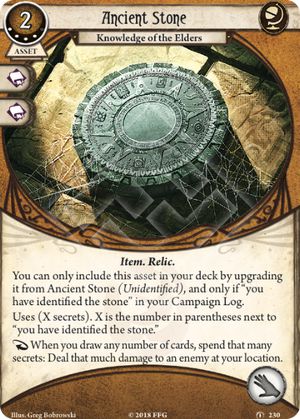 2
Ancient Stone
ASSET
Knowledge of the Elders
Item. Relic.
You can only include this asset in your deck by upgrading
it from Ancient Stone (Unidentified), and only if "you
have identified the stone" in your Campaign Log.
Uses (X secrets). X is the number in parentheses next to
"you have identified the stone."
When you draw any number of cards, spend that many
secrets: Deal that much damage to an enemy at your location.
Illus. Greg Bobrowski
© 2018 FFG
230